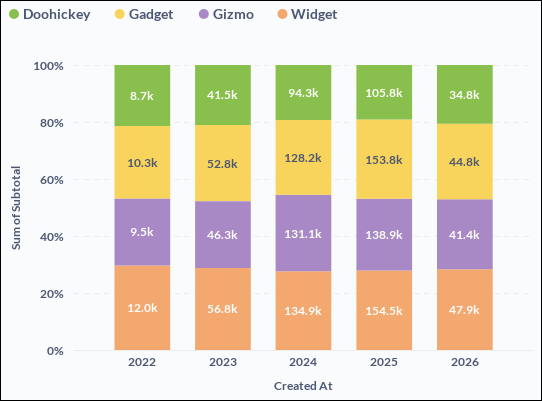 Doohickey Gadget Gizmo Widget
100%
8.7k 41.5k 94.3k 105.8k 34.8k
80%
10.3k 52.8k 128.2k 153.8k 44.8k
60%
Sum of Subtotal
9.5k 46.3k 131.1k 138.9k 41.4k
40%
20%
12.0k 56.8k 134.9k 154.5k 47.9k
0%
2022 2023 2024 2025 2026
Created At